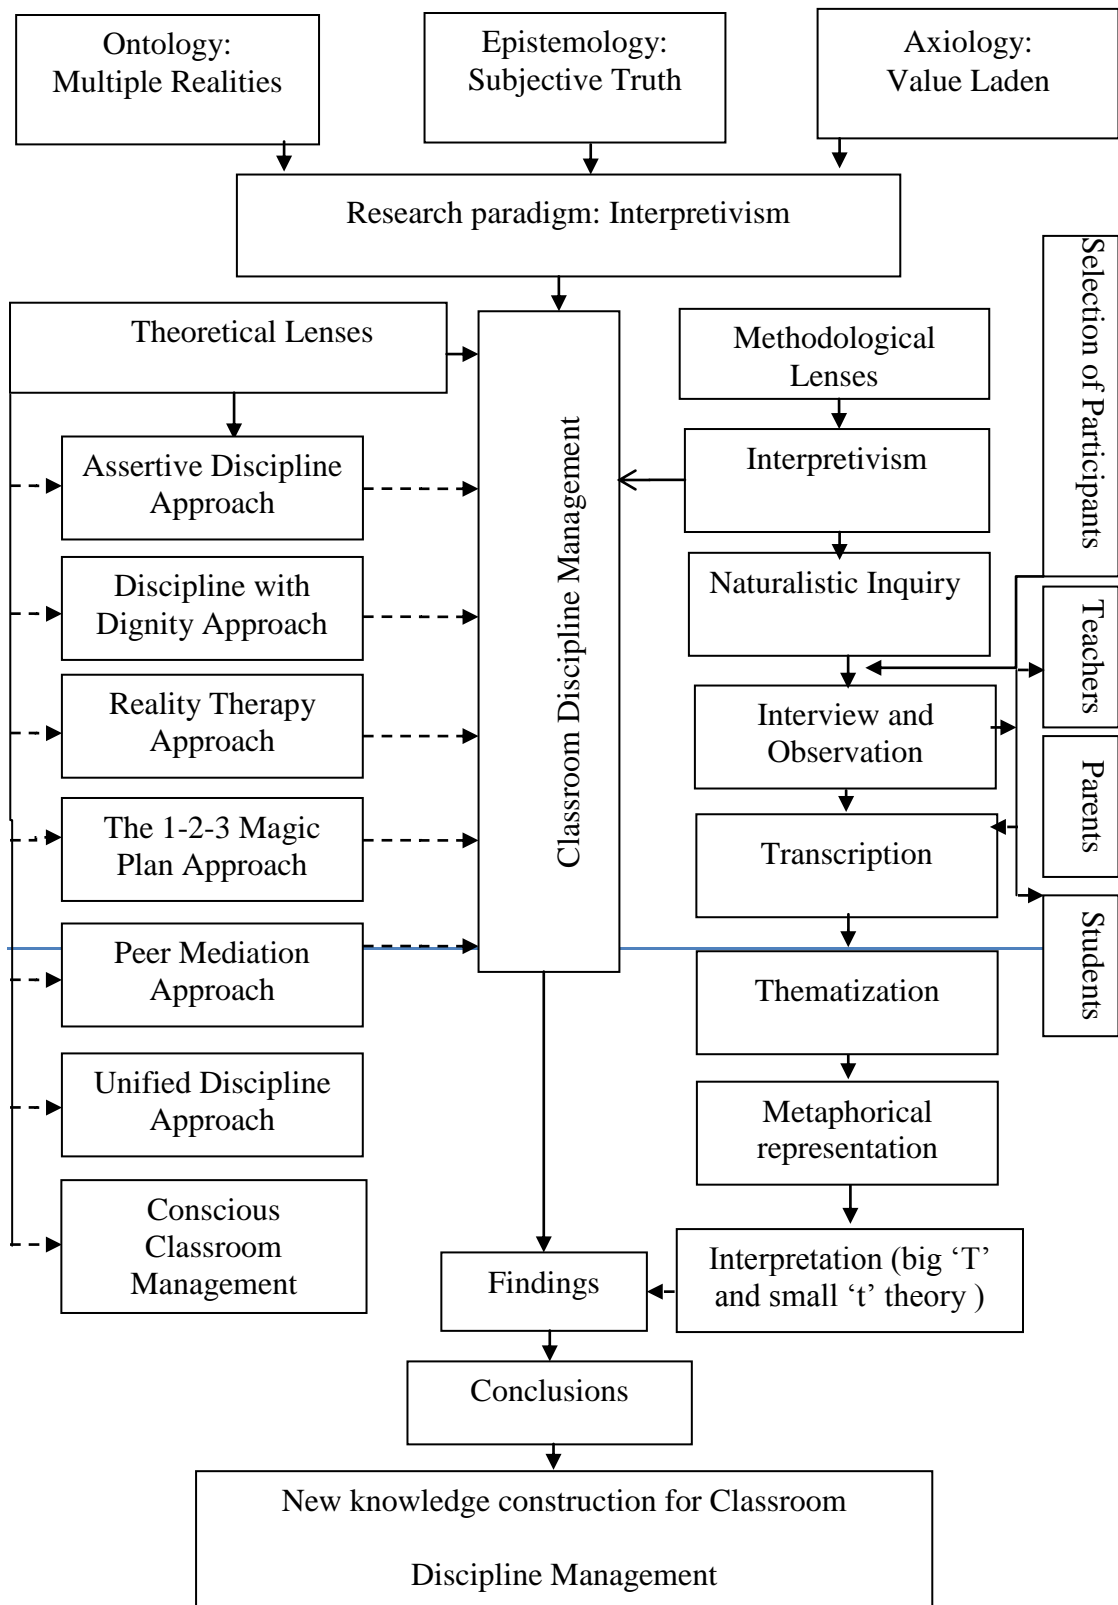 Ontology:
Multiple Realities
Epistemology:
Subjective Truth
Axiology:
Value Laden
Research paradigm: Interpretivism
Theoretical Lenses
Assertive Discipline
Approach
Discipline with
Dignity Approach
Reality Therapy
Approach
The 1-2-3 Magic
Plan Approach
Peer Mediation
Approach
Unified Discipline
Approach
Conscious
Classroom
Management
Classroom Discipline Management
Methodological
Lenses
Interpretivism
Naturalistic Inquiry
Interview and
Observation
Transcription
Thematization
Metaphorical
representation
Interpretation (big ‘T’
and small ‘t’ theory )
Selection of
Participants
Teachers
Parents
Students
Findings
Conclusions
New knowledge construction for Classroom
Discipline Management